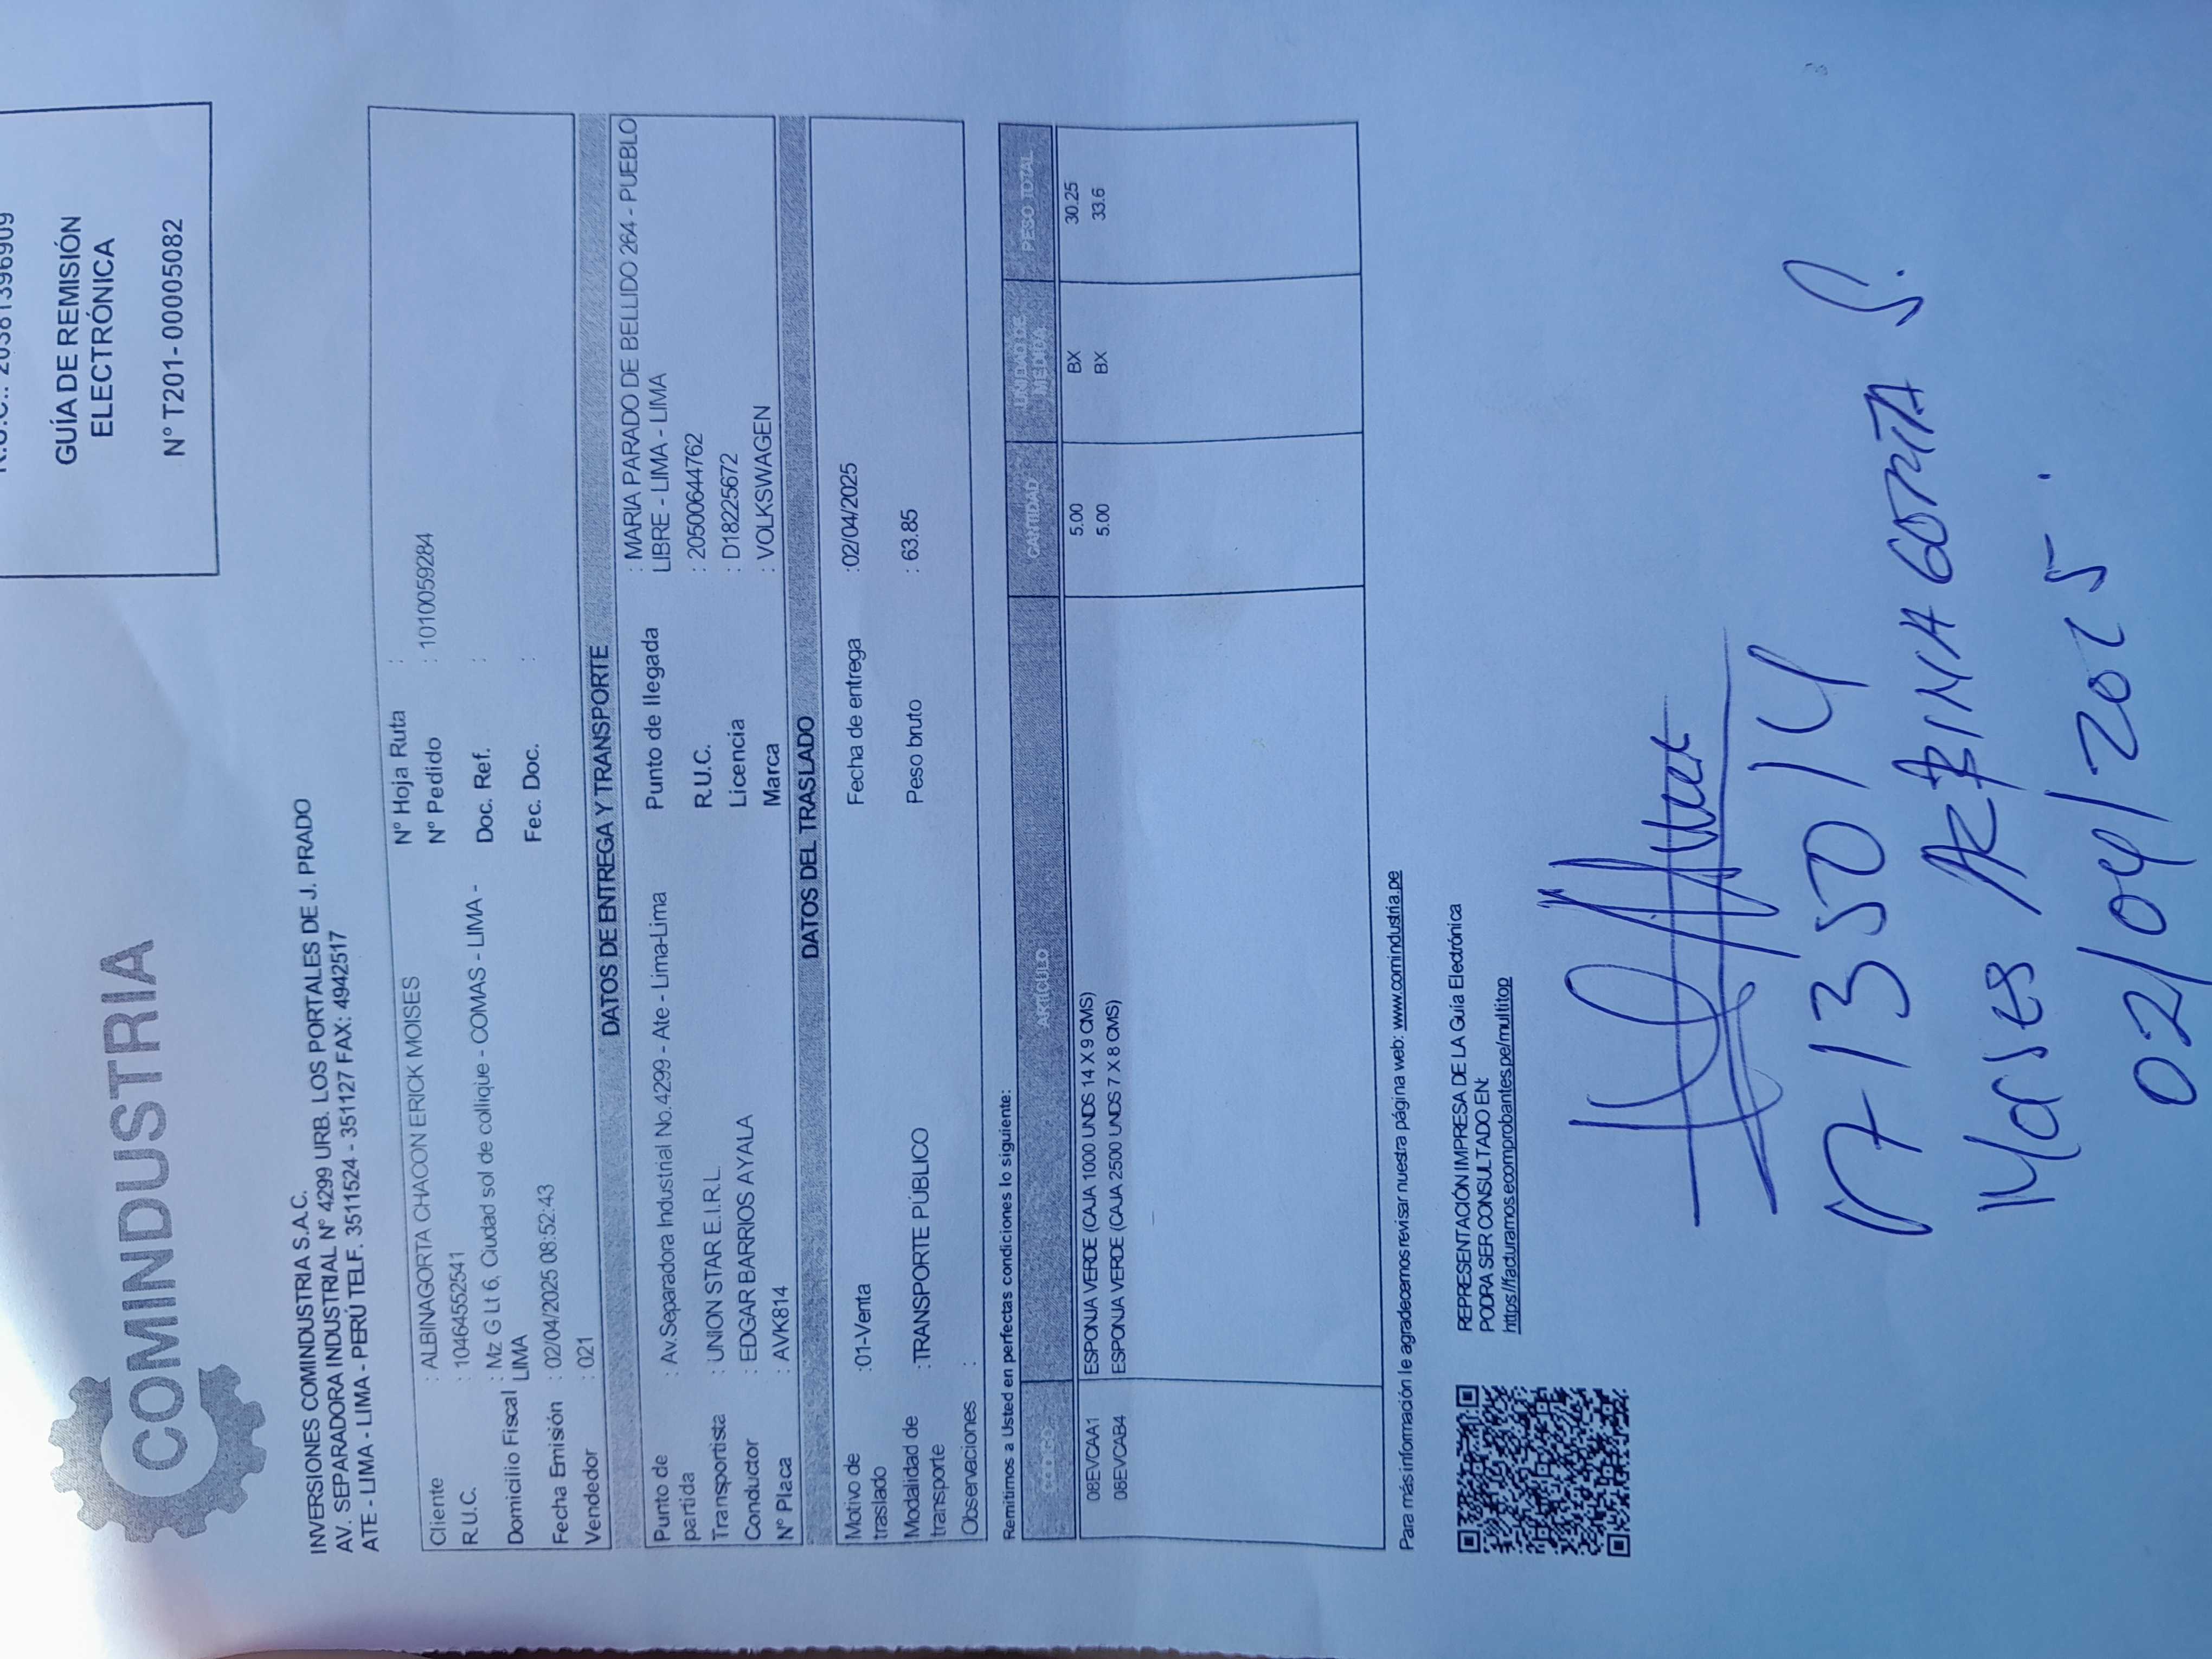 COMINDUSTRIA
GUÍA DE REMISIÓN
ELECTRÓNICA
N° T201-00005082
INVERSIONES COMINDUSTRIA S.A.C.
AV. SEPARADORA INDUSTRIAL N° 4299 URB. LOS PORTALES DE J. PRADO
ATE - LIMA - LIMA - PERÚ TELF. 3511524 - 351127 FAX: 4942517
Cliente : ALBINAGORTA CHACON ERICK MOISES N° Hoja Ruta :
R.U.C. : 10464552541 N° Pedido : 1010059284
Domicilio Fiscal : Mz G Lt 6, Ciudad sol de collique - COMAS - LIMA - Doc. Ref. :
LIMA
Fecha Emisión : 02/04/2025 08:52:43 Fec. Doc. :
Vendedor : 021
DATOS DE ENTREGA Y TRANSPORTE
Punto de partida : Av.Separadora Industrial No.4299 - Ate - Lima-Lima Punto de llegada : MARIA PARADO DE BELLIDO 264 - PUEBLO
LIBRE - LIMA - LIMA
Transportista : UNION STAR E.I.R.L. R.U.C. : 20500644762
Conductor : EDGAR BARRIOS AYALA Licencia : D18225672
N° Placa : AVK814 Marca : VOLKSWAGEN
DATOS DEL TRASLADO
Motivo de traslado :01-Venta Fecha de entrega :02/04/2025
Modalidad de transporte :TRANSPORTE PÚBLICO Peso bruto : 63.85
Observaciones :
Remitimos a Usted en perfectas condiciones lo siguiente:
CODIGO ARTICULO CANTIDAD UNIDAD DE MEDIDA PESO TOTAL
08EVCAA1 ESPONJA VERDE (CAJA 1000 UNDS 14 X 9 CMS) 5.00 BX 30.25
08EVCAB4 ESPONJA VERDE (CAJA 2500 UNDS 7 X 8 CMS) 5.00 BX 33.6
Para más información le agradecemos revisar nuestra página web: www.comindustria.pe
REPRESENTACIÓN IMPRESA DE LA Guía Electrónica
PODRA SER CONSULTADO EN:
https://facturamos.ecomprobantes.pe/multitop
02/04/2025.